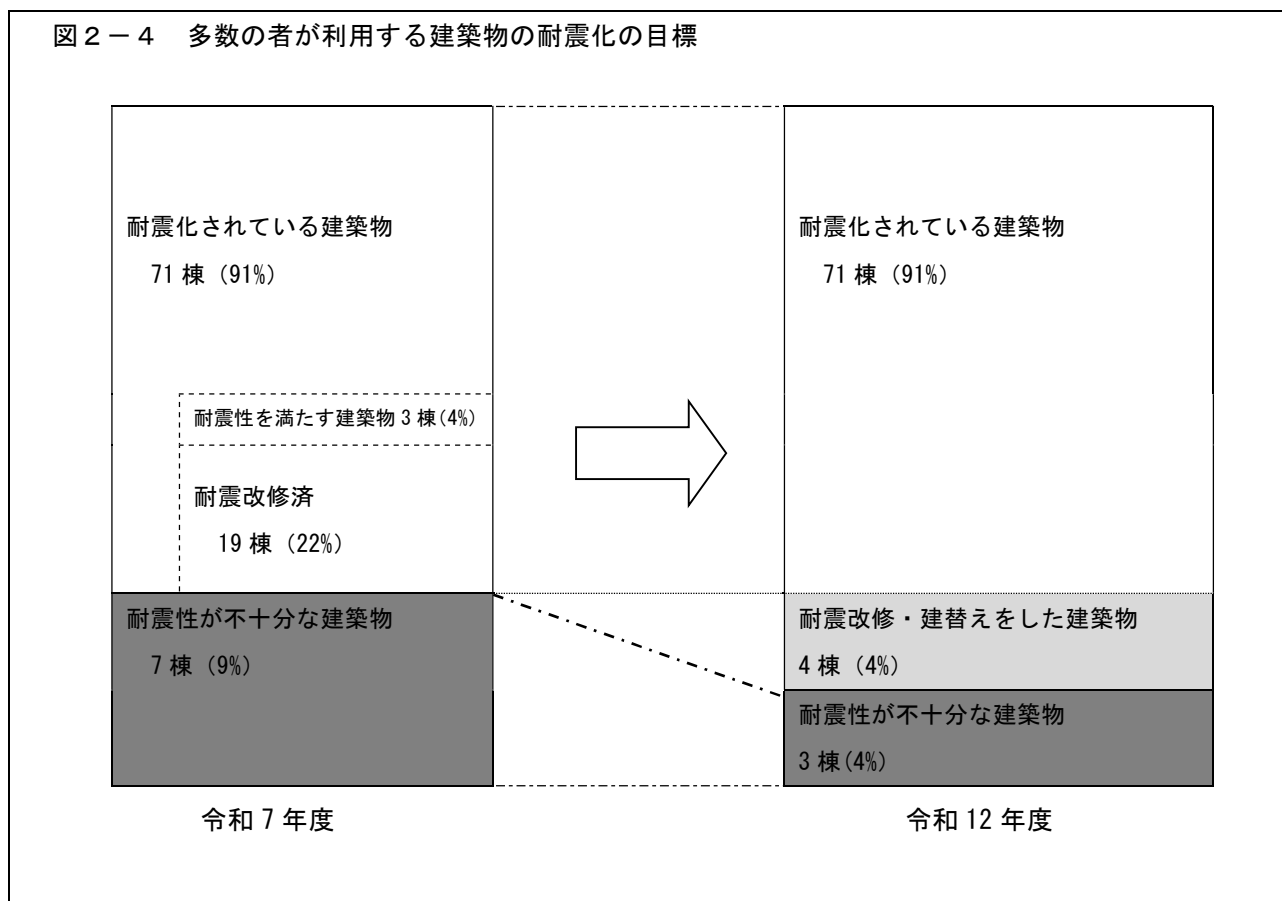 図２－４ 多数の者が利用する建築物の耐震化の目標
耐震化されている建築物
71 棟（91%）
耐震性を満たす建築物 3 棟(4%)
耐震改修済
19 棟（22%）
耐震性が不十分な建築物
7 棟（9%）
令和 7 年度
耐震化されている建築物
71 棟（91%）
耐震改修・建替えをした建築物
4 棟（4%）
耐震性が不十分な建築物
3 棟(4%)
令和 12 年度